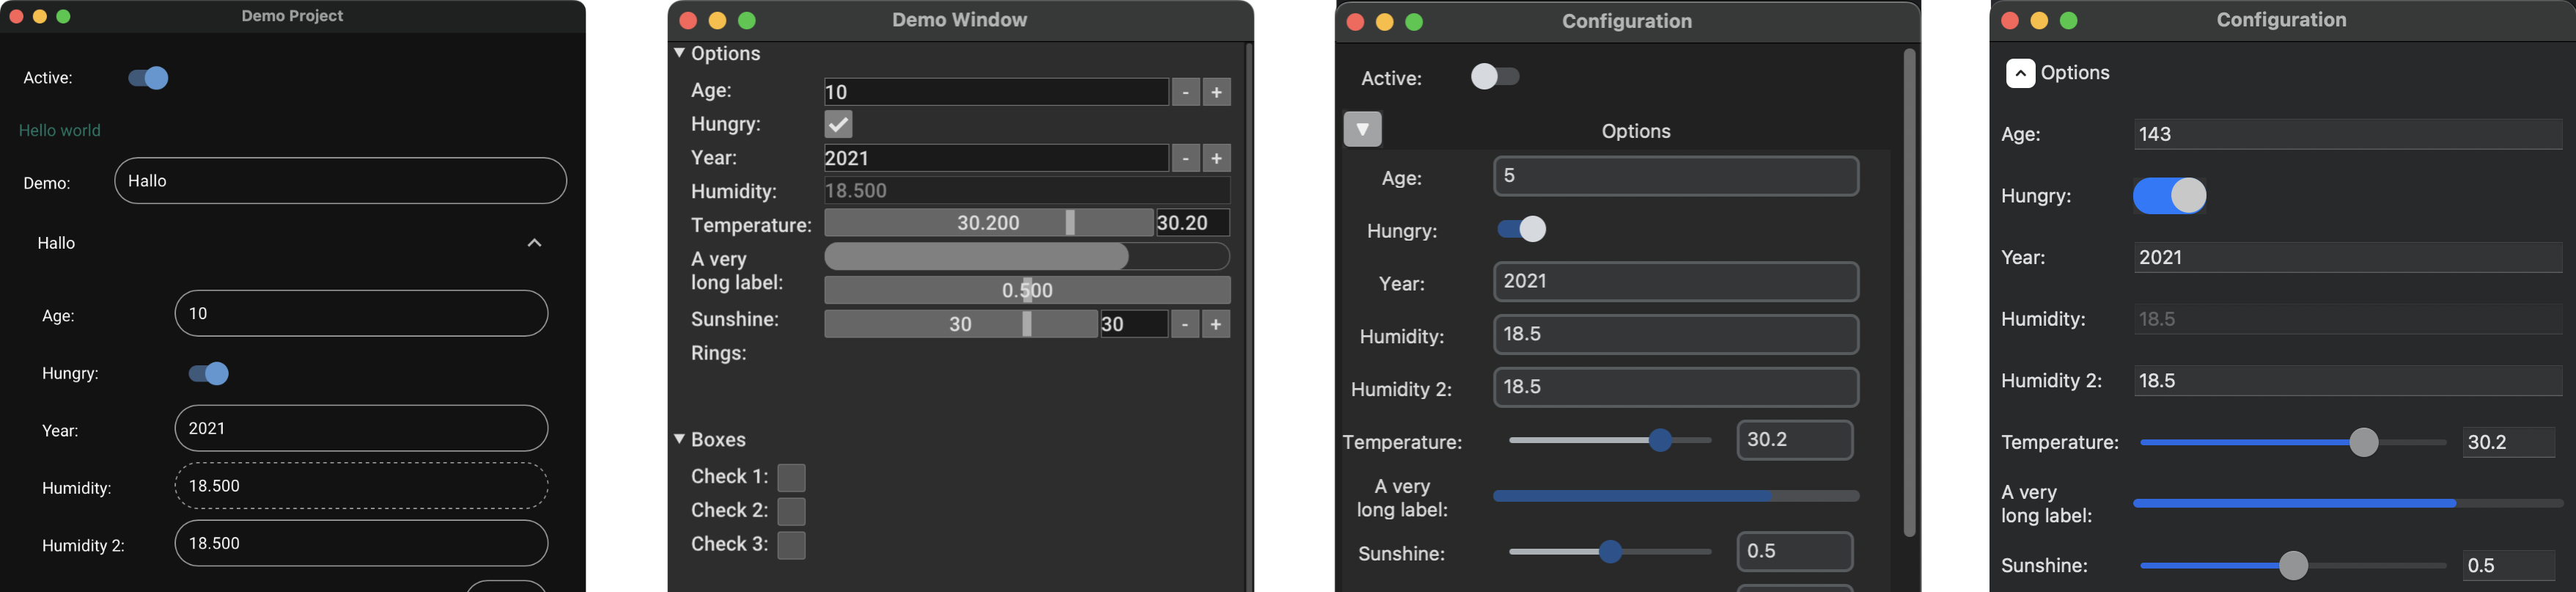 Demo Project
Active:
Hello world
Demo: Hallo
Hallo
Age: 10
Hungry:
Year: 2021
Humidity: 18.500
Humidity 2: 18.500
Demo Window
Options
Age: 10 - +
Hungry:
Year: 2021 - +
Humidity: 18.500
Temperature: 30.200 30.20
A very
long label:
0.500
Sunshine: 30 30 - +
Rings:
Boxes
Check 1:
Check 2:
Check 3:
Configuration
Active:
Options
Age: 5
Hungry:
Year: 2021
Humidity: 18.5
Humidity 2: 18.5
Temperature: 30.2
A very
long label:
Sunshine: 0.5
Configuration
Options
Age: 143
Hungry:
Year: 2021
Humidity: 18.5
Humidity 2: 18.5
Temperature: 30.2
A very
long label:
Sunshine: 0.5